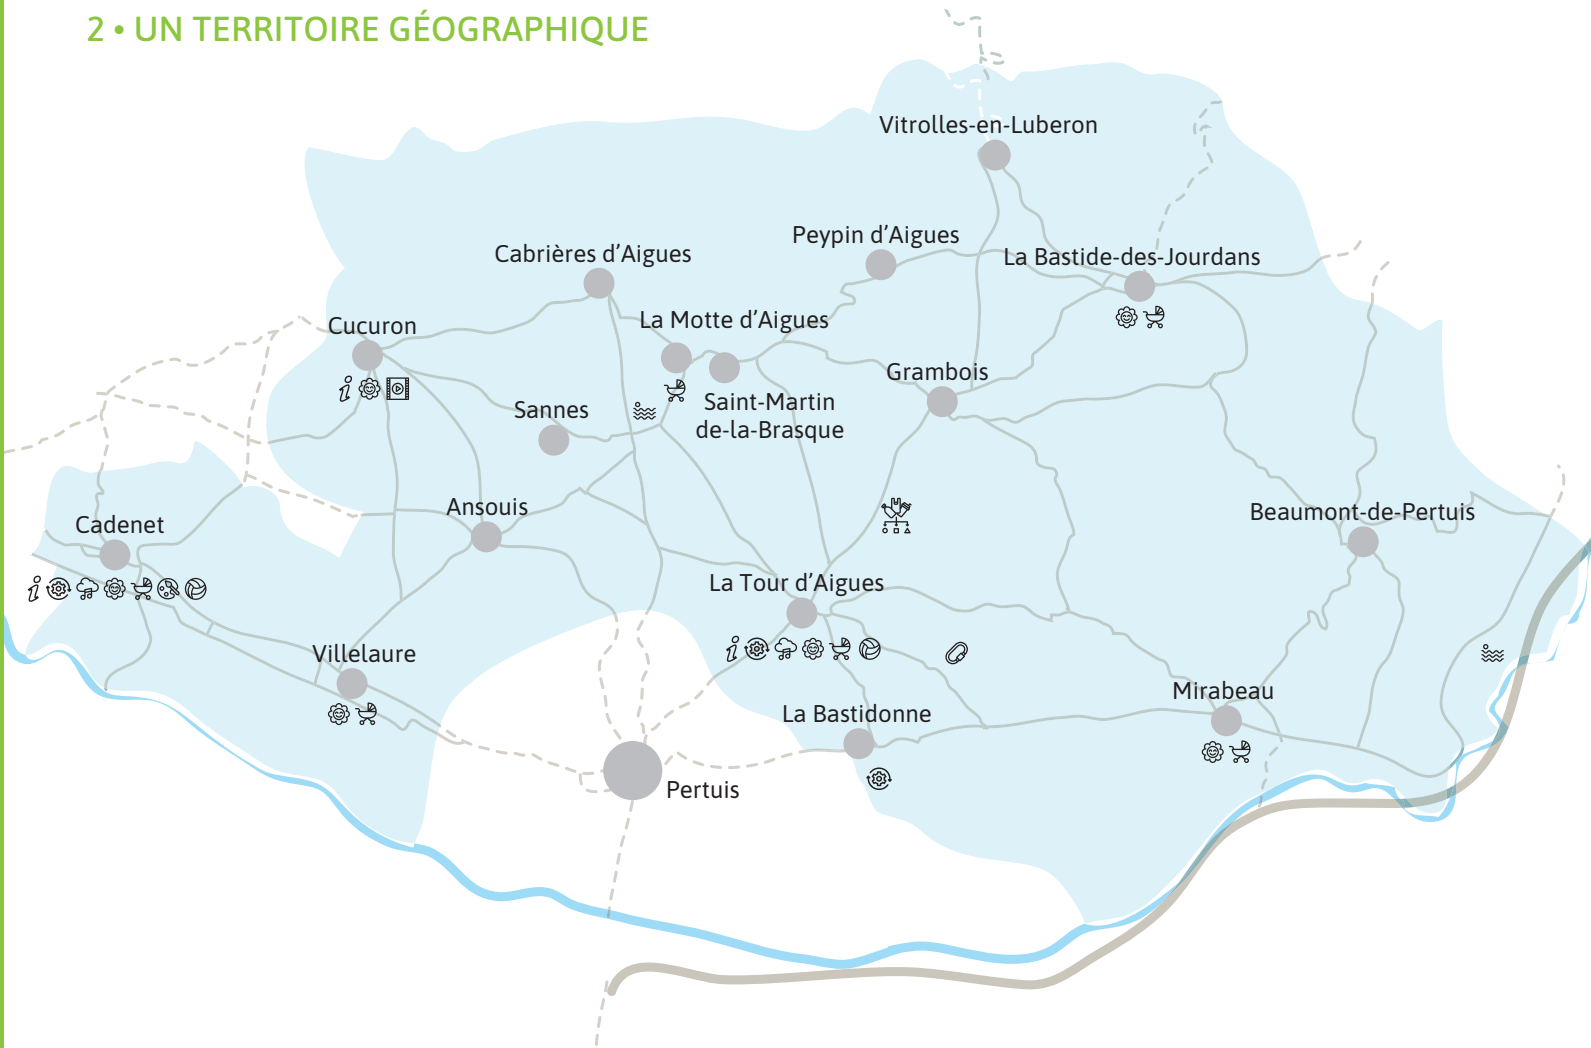 2 • UN TERRITOIRE GÉOGRAPHIQUE
Vitrolles-en-Luberon
Peypin d'Aigues
Cabrières d'Aigues
La Bastide-des-Jourdans
La Motte d'Aigues
Cucuron
Grambois
Saint-Martin
de-la-Brasque
Sannes
Ansouis
Beaumont-de-Pertuis
Cadenet
La Tour d'Aigues
Villelaure
Mirabeau
La Bastidonne
Pertuis